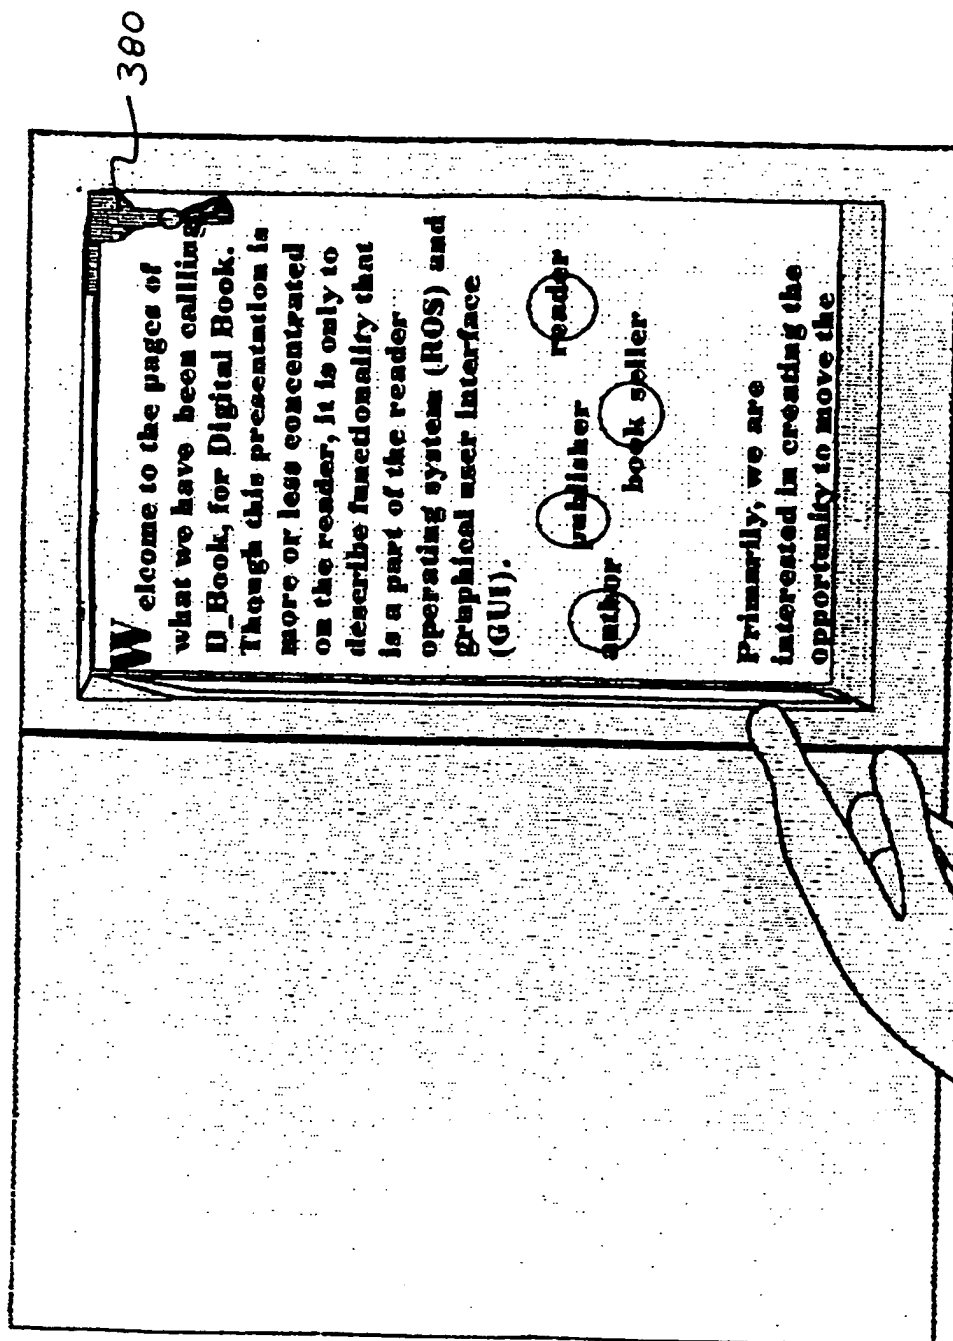 380
Welcome to the pages of
what we have been callling
D_Book, for Digital Book.
Though this presentation is
more or less concentrated
on the reader, it is only to
describe funcdonality that
is a part of the reader
operating system (ROS) and
graphical user interface
(GUI).
author publisher reader
book seller
Primarily, we are
interested in creating the
opportunity to move the